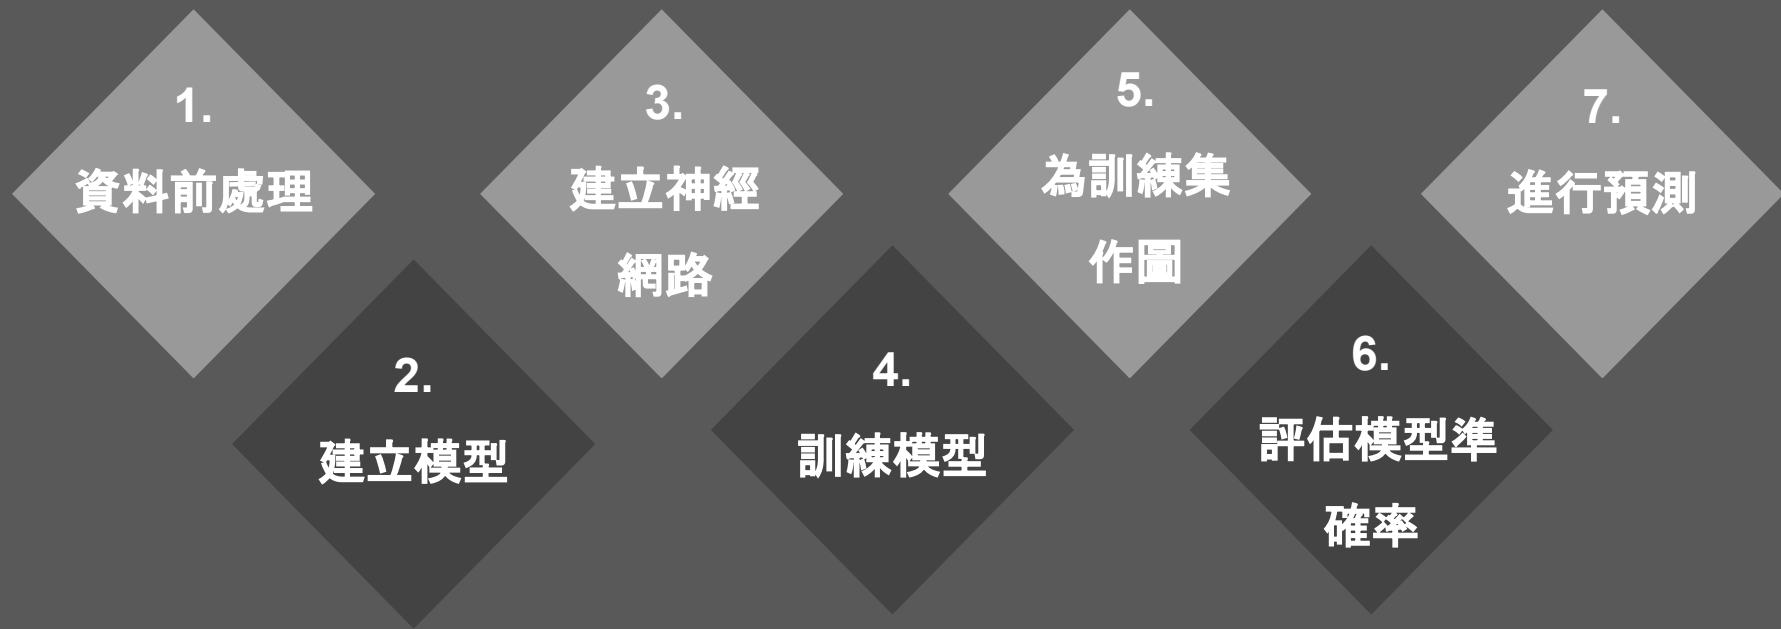 1.
資料前處理
2.
建立模型
3.
建立神經
網路
4.
訓練模型
5.
為訓練集
作圖
6.
評估模型準
確率
7.
進行預測